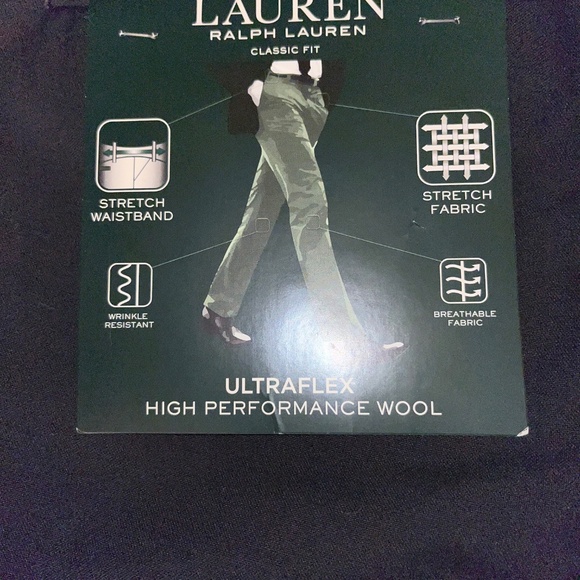 LAUREN
RALPH LAUREN
CLASSIC FIT
STRETCH
WAISTBAND
STRETCH
FABRIC
WRINKLE
RESISTANT
BREATHABLE
FABRIC
ULTRAFLEX
HIGH PERFORMANCE WOOL